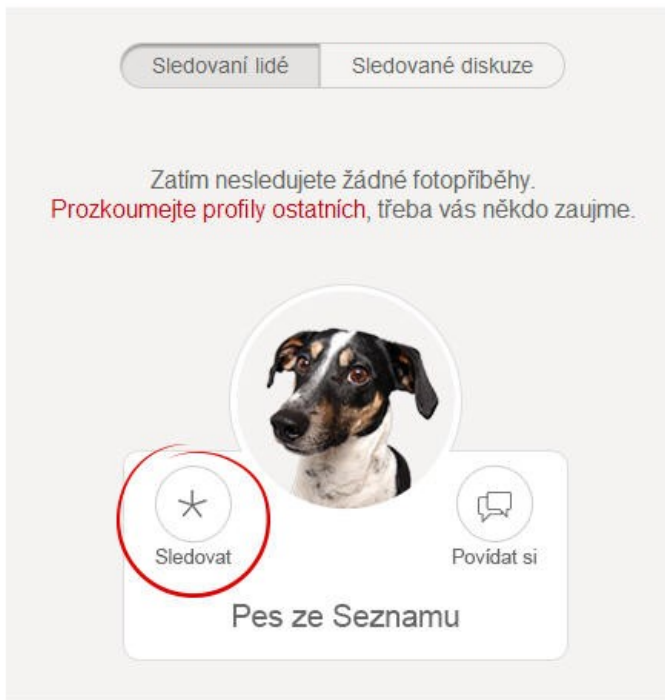 Sledovaní lidé
Sledované diskuze
Zatím nesledujete žádné fotopříběhy.
Prozkoumejte profily ostatních, třeba vás někdo zaujme.
Sledovat
Povídat si
Pes ze Seznamu